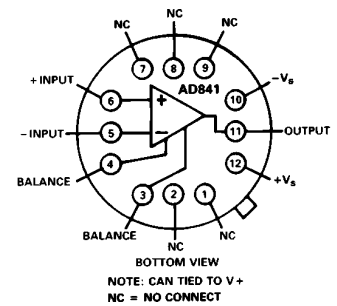 NC
NC
NC
7
8
9
AD841
+ INPUT
6
+
10
−Vs
− INPUT
5
−
11
OUTPUT
4
12
+Vs
BALANCE
3
2
1
BALANCE
NC
NC
BOTTOM VIEW
NOTE: CAN TIED TO V +
NC = NO CONNECT